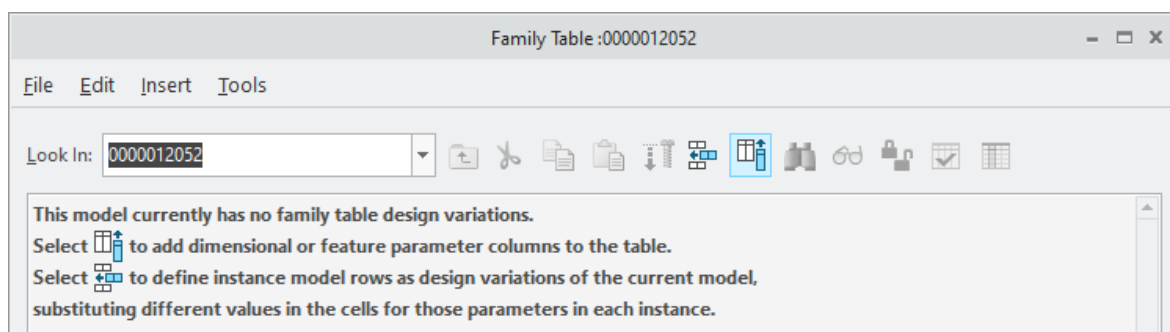 Family Table :0000012052
File Edit Insert Tools
Look In: 0000012052
This model currently has no family table design variations.
Select to add dimensional or feature parameter columns to the table.
Select to define instance model rows as design variations of the current model,
substituting different values in the cells for those parameters in each instance.